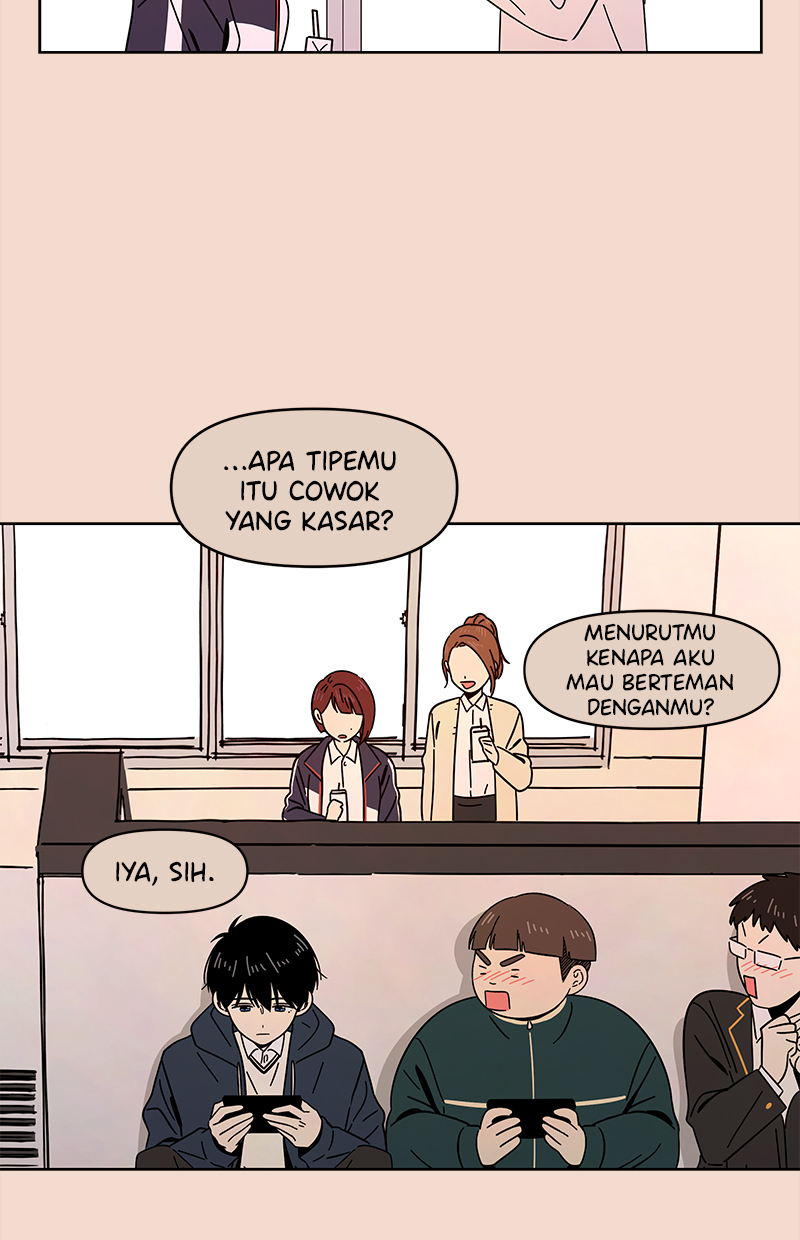 ...APA TIPEMU
ITU COWOK
YANG KASAR?
MENURUTMU
KENAPA AKU
MAU BERTEMAN
DENGANMU?
IYA, SIH.